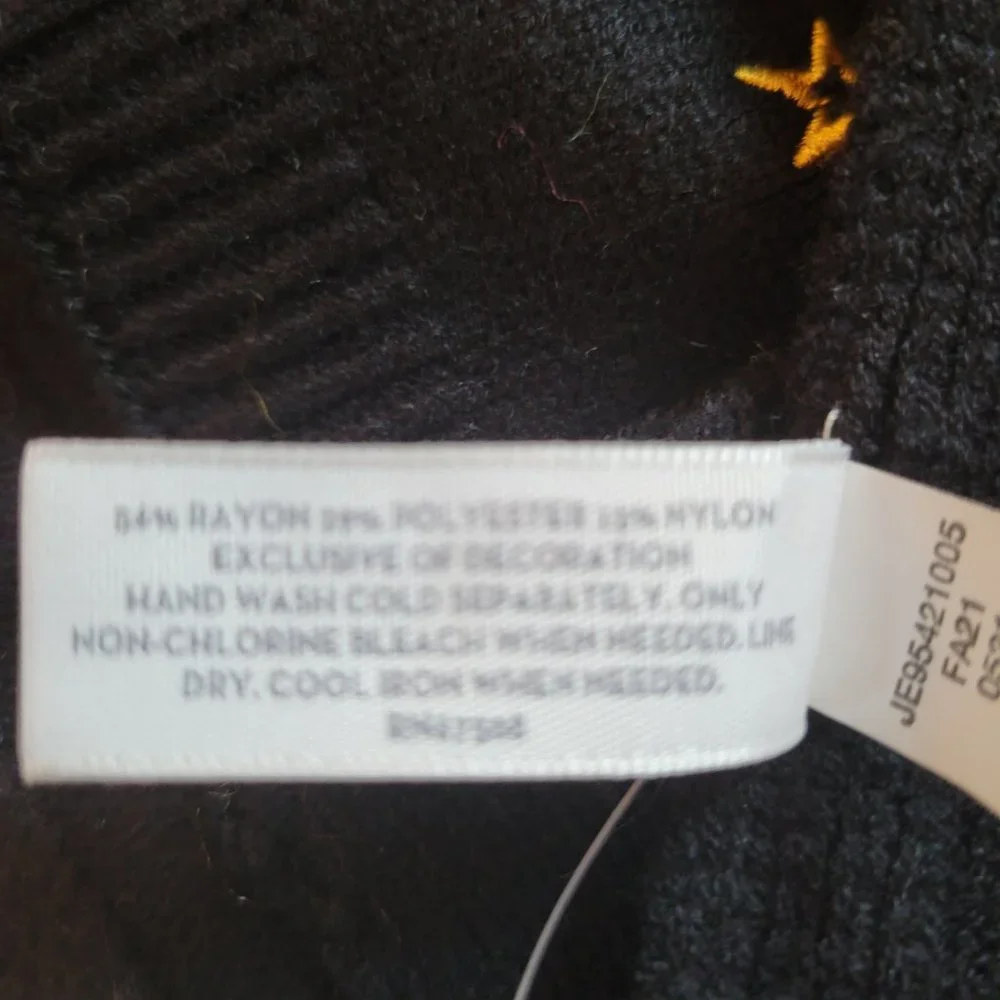 RAYON POLYESTER NYLON
EXCLUSIVE OF DECORATION
HAND WASH COLD SEPARATELY. ONLY
NON-CHLORINE BLEACH WHEN NEEDED. LINE
DRY. COOL IRON WHEN NEEDED.
JE95421005
FA21